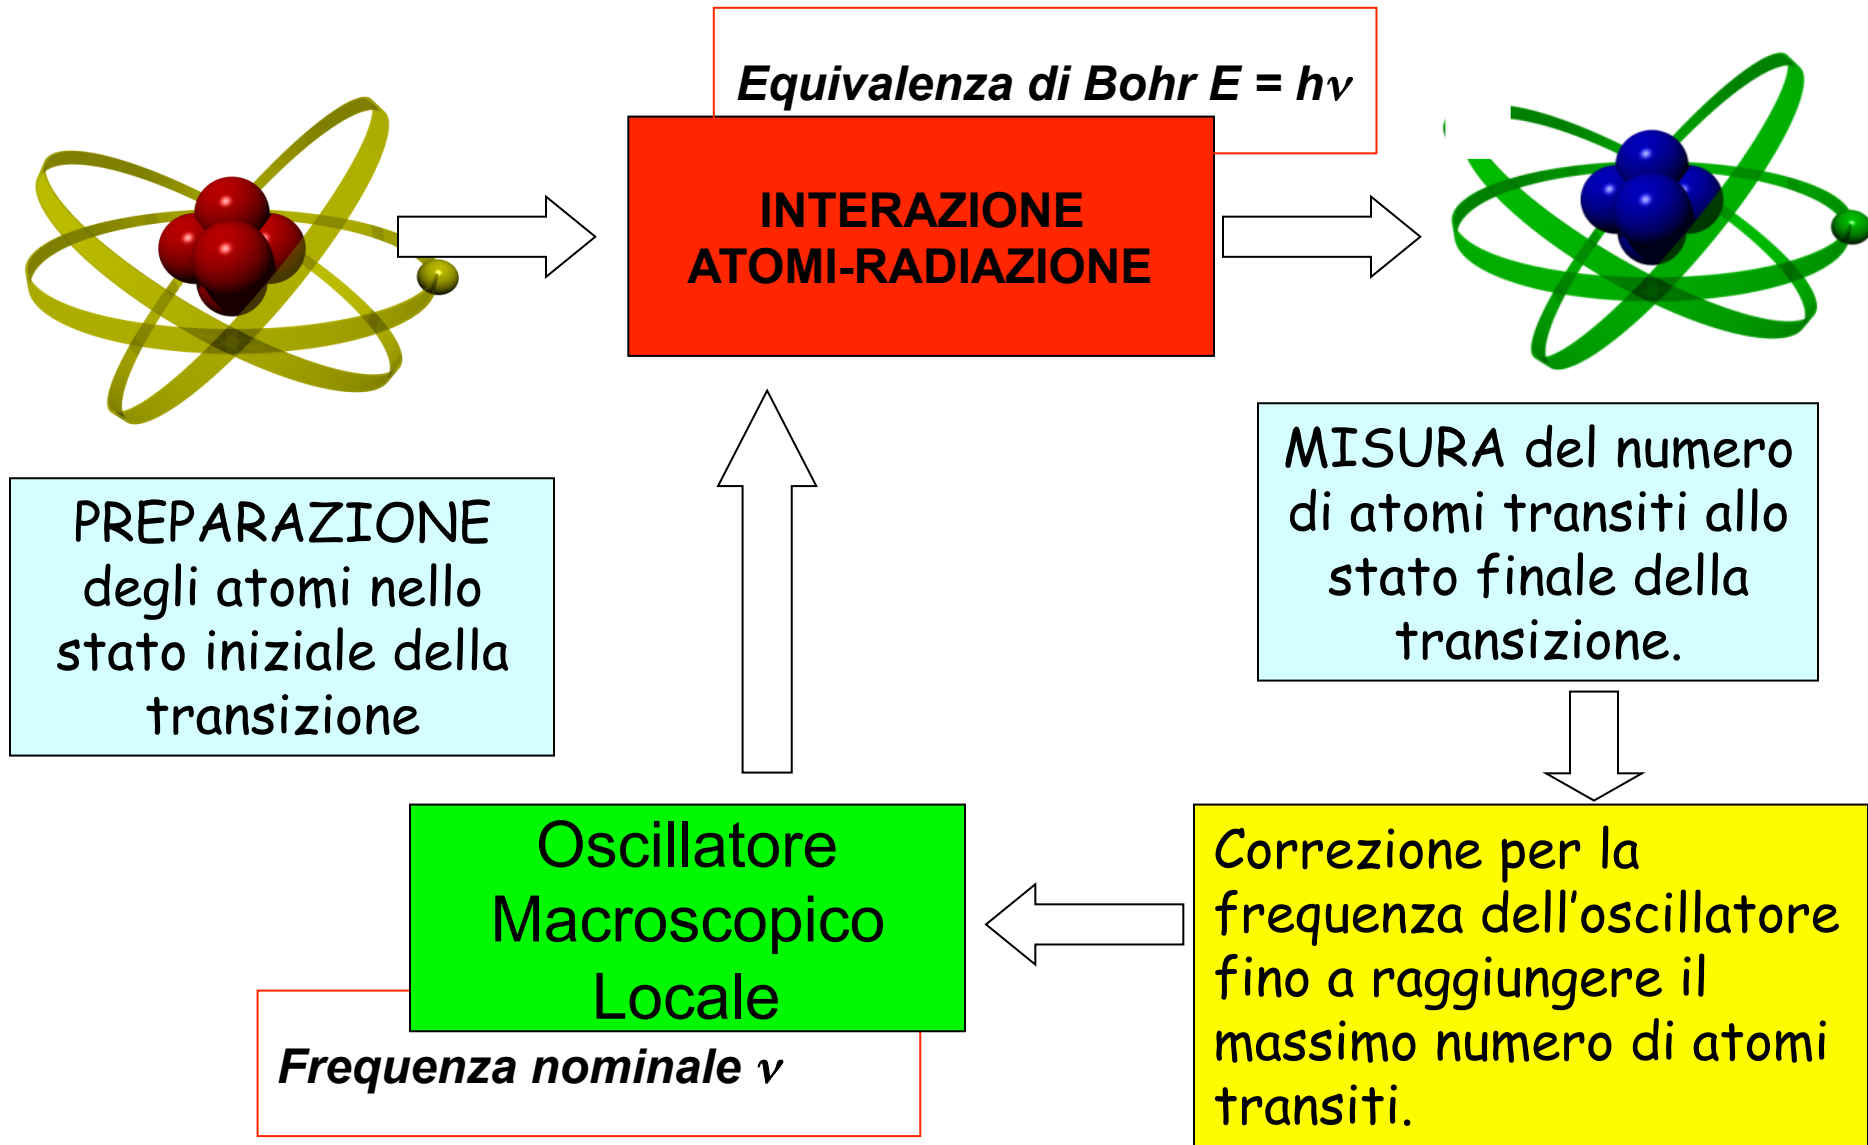 Equivalenza di Bohr E = hν
INTERAZIONE
ATOMI-RADIAZIONE
PREPARAZIONE
degli atomi nello
stato iniziale della
transizione
MISURA del numero
di atomi transiti allo
stato finale della
transizione.
Oscillatore
Macroscopico
Locale
Frequenza nominale ν
Correzione per la
frequenza dell’oscillatore
fino a raggiungere il
massimo numero di atomi
transiti.